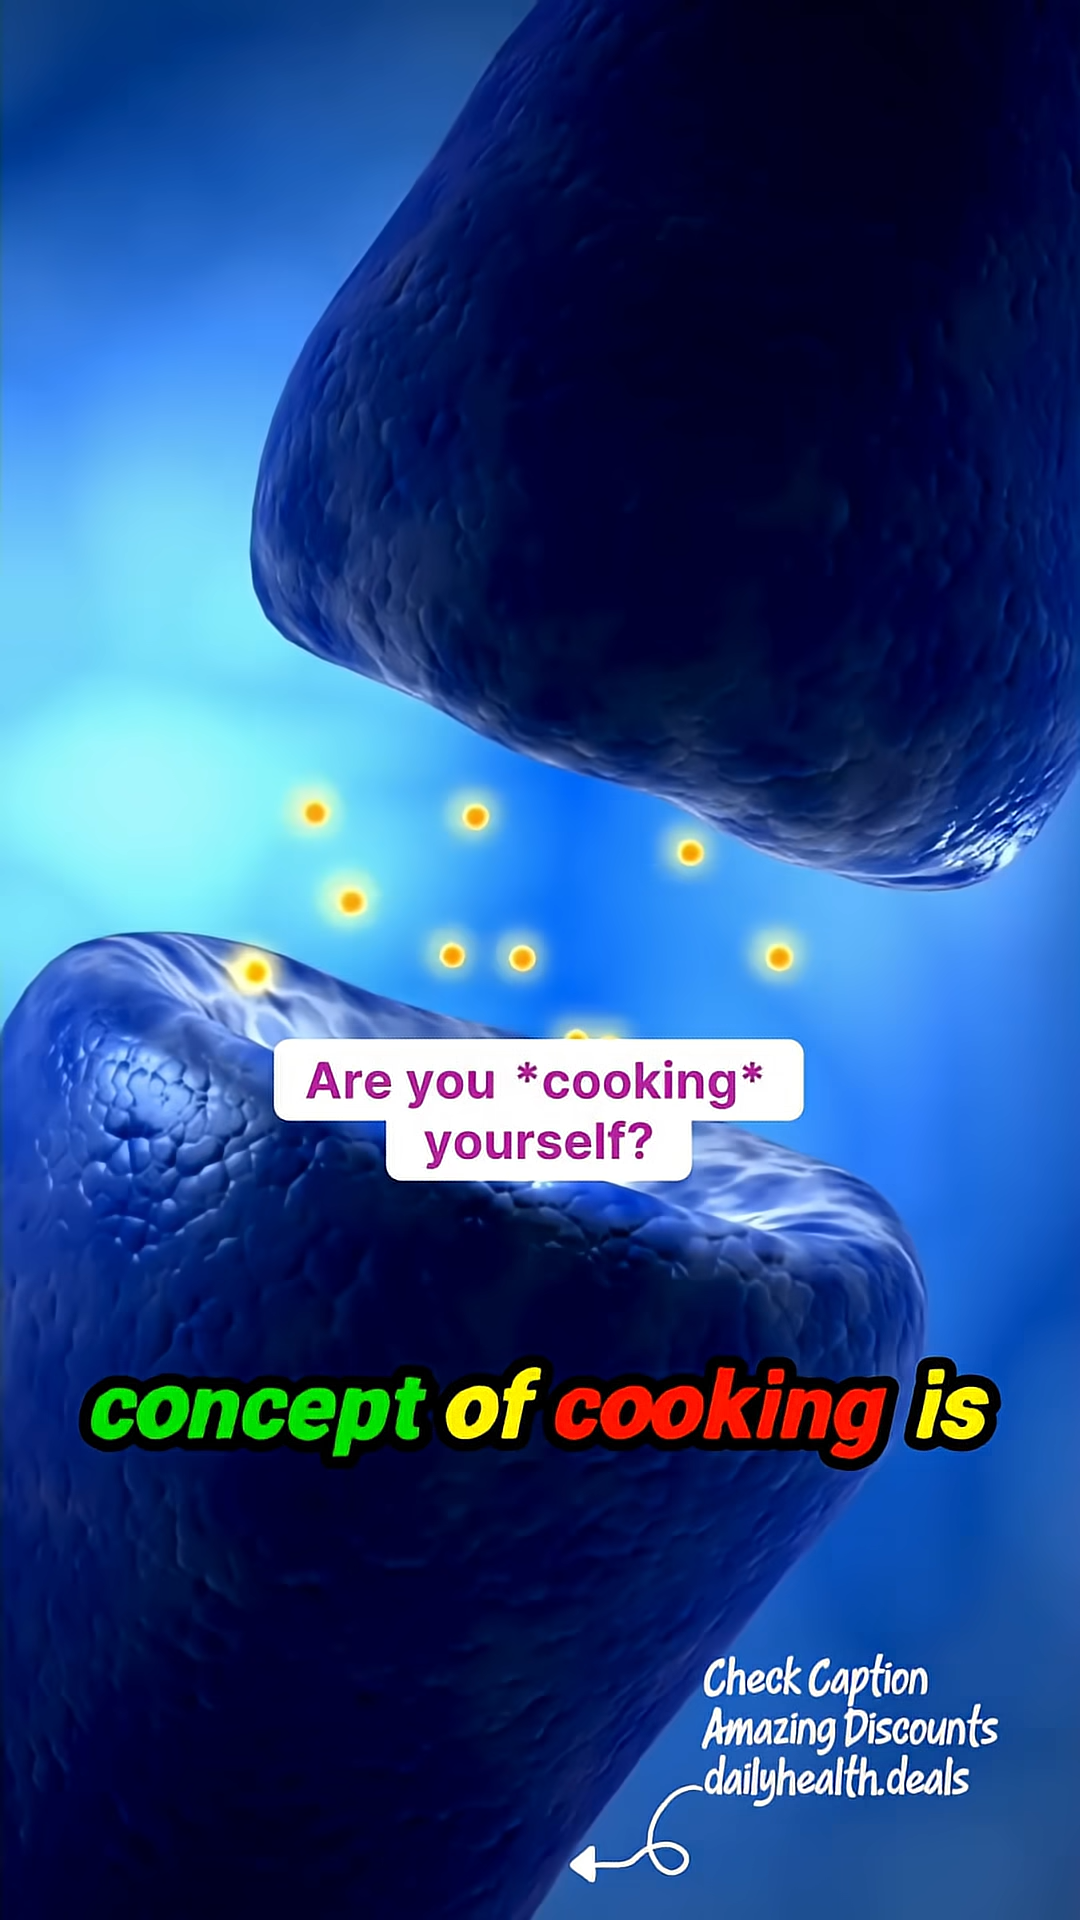 Are you *cooking*
yourself?
concept of cooking is
Check Caption
Amazing Discounts
dailyhealth.deals